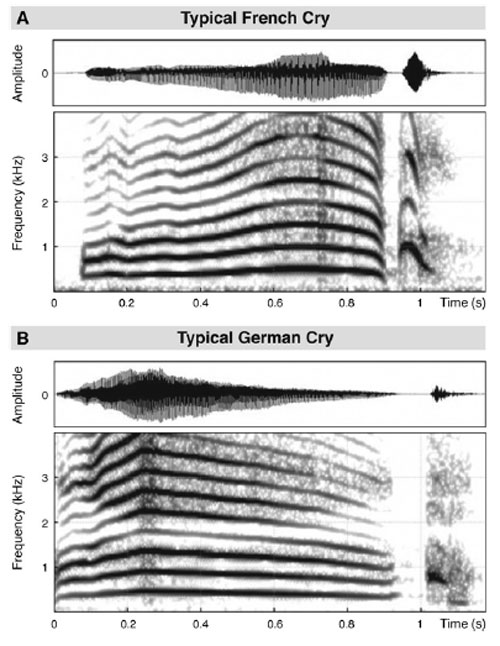 A Typical French Cry
Amplitude
0
Frequency (kHz)
3
2
1
0 0.2 0.4 0.6 0.8 1 Time (s)
B Typical German Cry
Amplitude
0
Frequency (kHz)
3
2
1
0 0.2 0.4 0.6 0.8 1 Time (s)